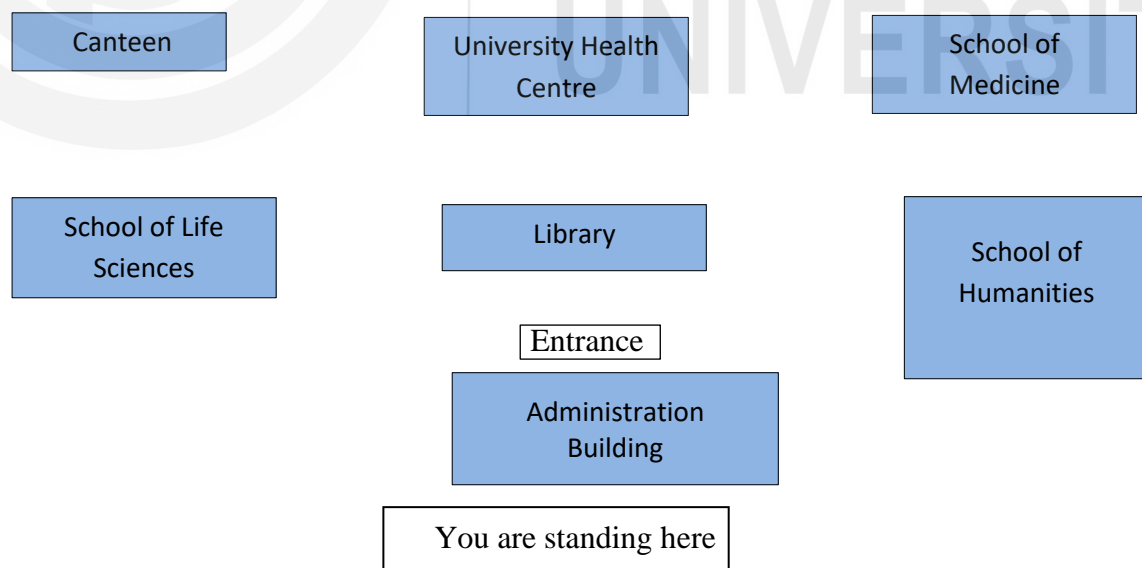 UNIVERSIT
Canteen
University Health
Centre
School of
Medicine
School of Life
Sciences
Library
School of
Humanities
Entrance
Administration
Building
You are standing here